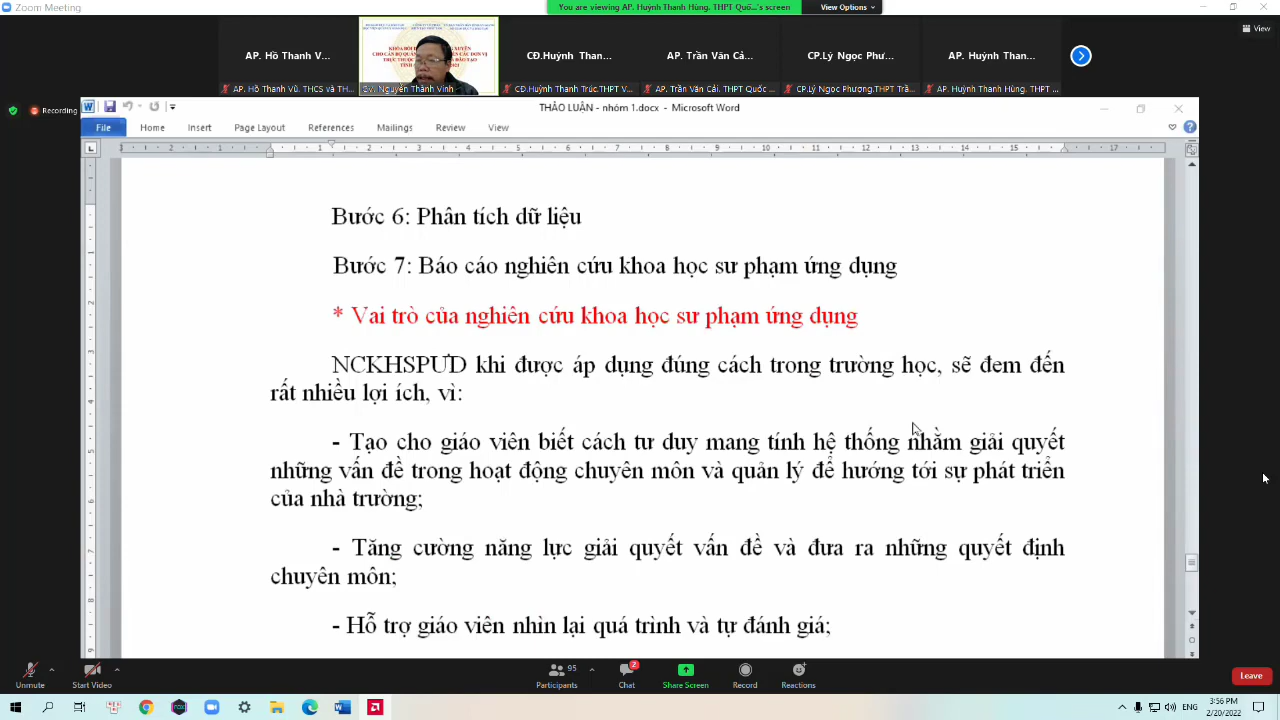 Zoom Meeting
You are viewing AP. Huỳnh Thanh Hùng, THPT Quố...'s screen
View Options
View
AP. Hồ Thanh V...
CĐ.Huỳnh Than...
AP. Trần Văn Cầ...
Lý Ngọc Phươ...
AP. Huỳnh Than...
AP. Hồ Thanh Vũ. THCS và TH...
GV. Nguyễn Thành Vinh
CĐ.Huỳnh Thanh Trúc.THPT V...
AP. Trần Văn Cải. THPT Quốc ...
CP.Lý Ngọc Phương.THPT Trầ...
AP. Huỳnh Thanh Hùng. THPT ...
Recording
THẢO LUẬN - nhóm 1.docx - Microsoft Word
File Home Insert Page Layout References Mailings Review View
Bước 6: Phân tích dữ liệu
Bước 7: Báo cáo nghiên cứu khoa học sư phạm ứng dụng
* Vai trò của nghiên cứu khoa học sư phạm ứng dụng
NCKHSPƯD khi được áp dụng đúng cách trong trường học, sẽ đem đến
rất nhiều lợi ích, vì:
- Tạo cho giáo viên biết cách tư duy mang tính hệ thống nhằm giải quyết
những vấn đề trong hoạt động chuyên môn và quản lý để hướng tới sự phát triển
của nhà trường;
- Tăng cường năng lực giải quyết vấn đề và đưa ra những quyết định
chuyên môn;
- Hỗ trợ giáo viên nhìn lại quá trình và tự đánh giá;
Unmute
Start Video
95
Participants
2
Chat
Share Screen
Record
Reactions
Leave
3:56 PM
2/20/2022